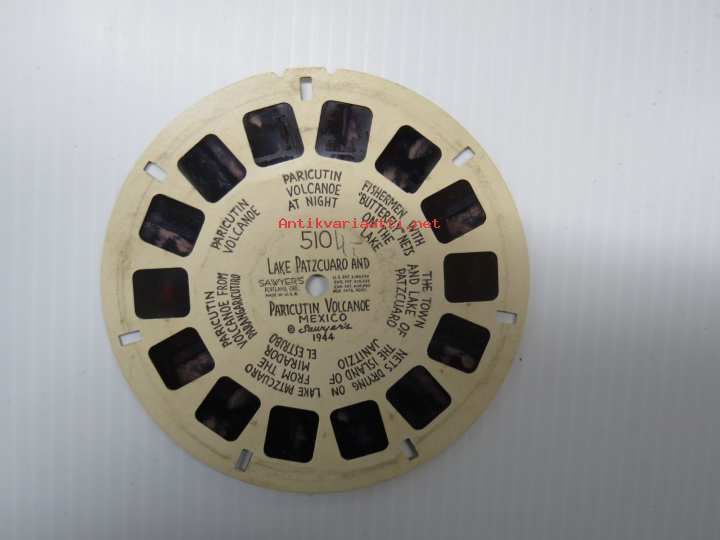 PARICUTIN
VOLCANOE
AT NIGHT
FISHERMEN WITH
"BUTTERFLY" NETS
ON THE
LAKE
THE TOWN
AND LAKE OF
PATZCUARO
NETS DRYING ON
THE ISLAND OF
JANITZIO
LAKE PATZCUARO
FROM THE
MIRADOR
EL ESTRIBO
PARICUTIN
VOLCANOE FROM
PARANGARICUTIRO
PARICUTIN
VOLCANOE
Antikvariaatti.net
510
LAKE PATZCUARO AND
SAWYER'S
PORTLAND, ORE.
MADE IN U.S.A.
PARICUTIN VOLCANOE
MEXICO
© Sawyer's
1944